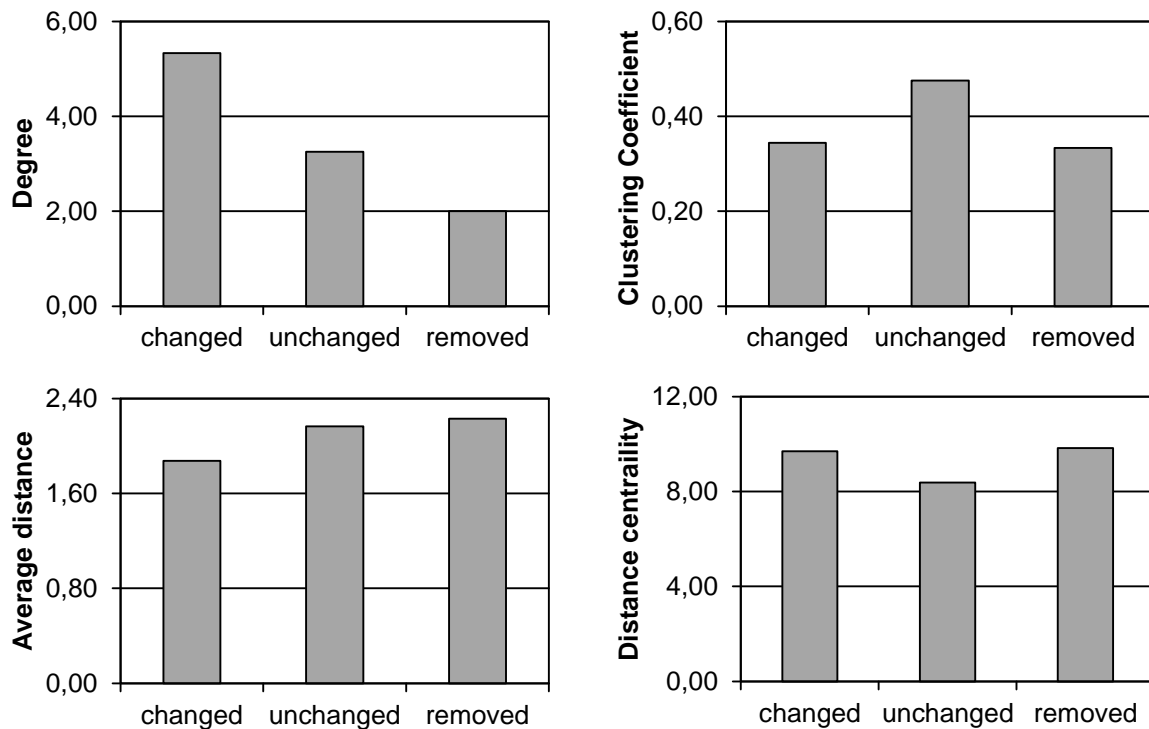 Degree
6,00
4,00
2,00
0,00
changed unchanged removed
Clustering Coefficient
0,60
0,40
0,20
0,00
changed unchanged removed
Average distance
2,40
1,60
0,80
0,00
changed unchanged removed
Distance centraility
12,00
8,00
4,00
0,00
changed unchanged removed